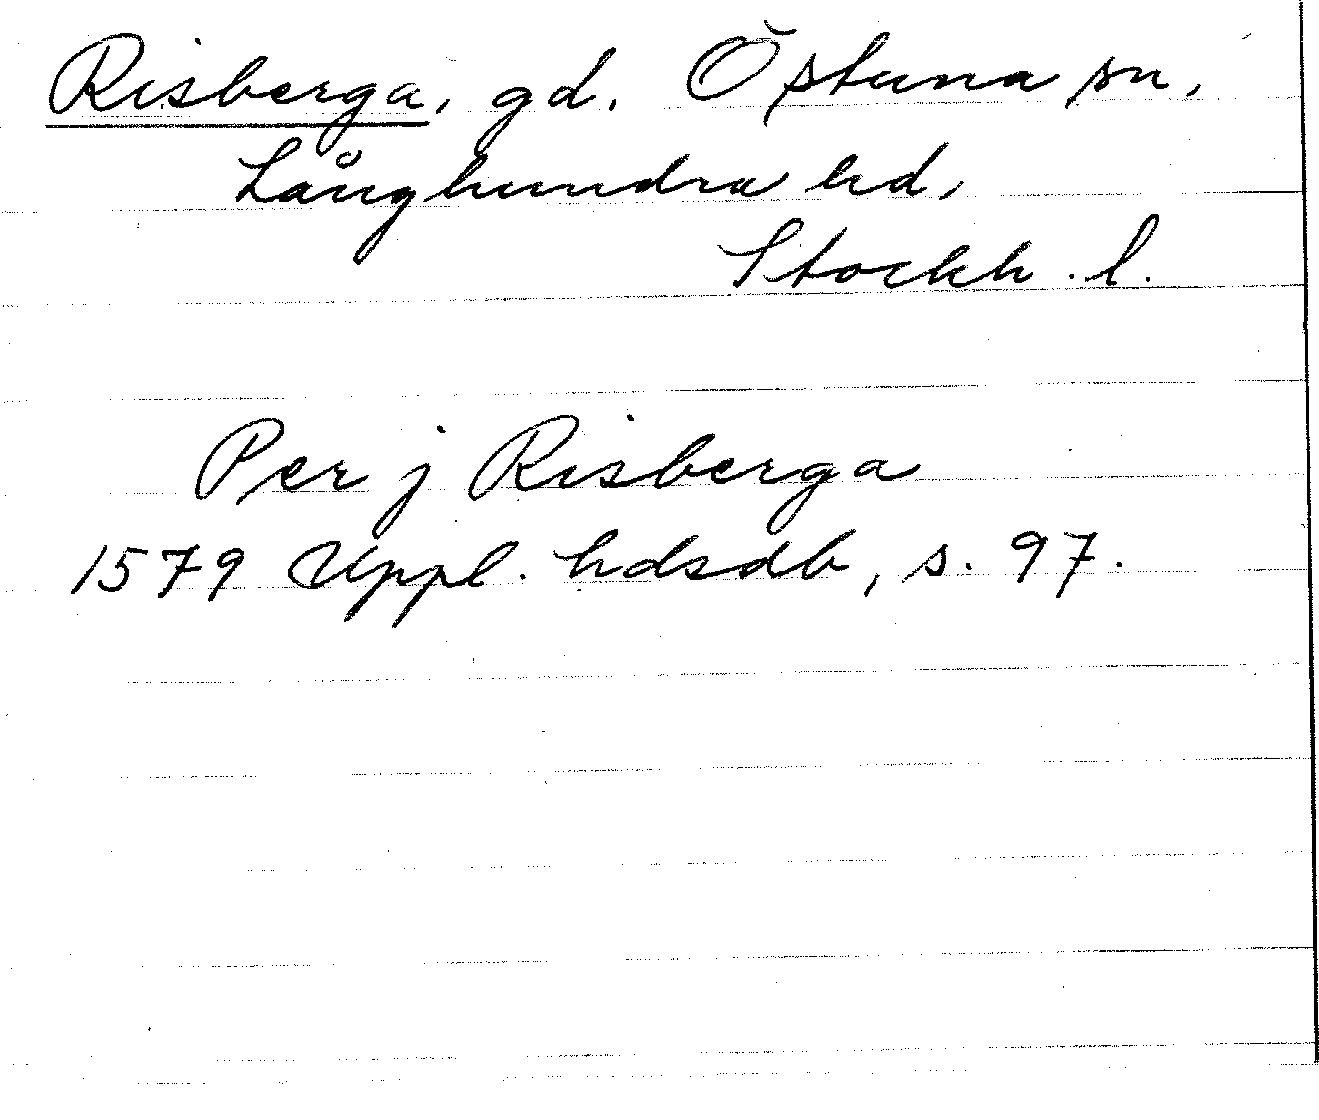 Risberga, gd. Östuna sn,
Långhundra hd,
Stockh. l.
Per j Risberga
1579 Uppl. hdsdb, s. 97.